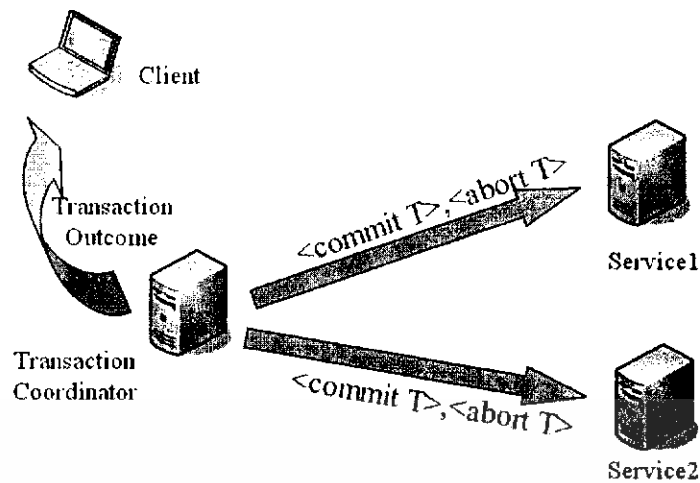 Client
<commit T>,<abort T>
Transaction
Outcome
Service1
Transaction
Coordinator
<commit T>,<abort T>
Service2